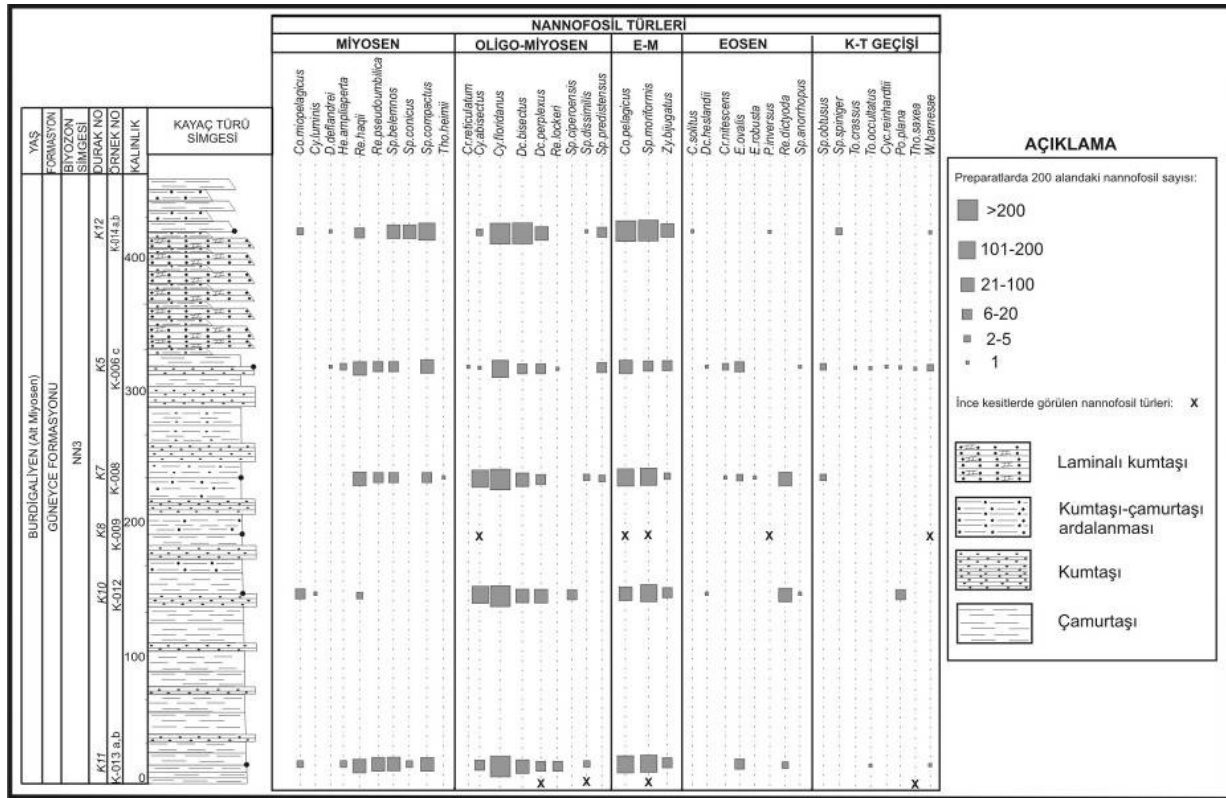 NANNOFOSİL TÜRLERİ
MİYOSEN
OLİGO-MİYOSEN
E-M
EOSEN
K-T GEÇİŞİ
YAŞ
FORMASYON
BİYOZON SİMGESİ
DURAK NO
ÖRNEK NO
KALINLIK
KAYAÇ TÜRÜ
SİMGESİ
Co.miopelagicus
Cy.luminis
D.deflandrei
He.ampliaperta
Re.haqii
Re.pseudoumbilica
Sp.belemnos
Sp.conicus
Sp.compactus
Tho.heimii
Cr.reticulatum
Cy.abisectus
Cy.floridanus
Dc.bisectus
Dc.perplexus
Re.lockeri
Sp.ciperoensis
Sp.dissimilis
Sp.predistensus
Co.pelagicus
Sp.moriformis
Zy.bijugatus
C.solitus
Dc.heslandii
Cr.nitescens
E.ovalis
E.robusta
P.inversus
Re.dictyoda
Sp.anorrhopus
Sp.obtusus
Sp.spiniger
To.crassus
To.occultatus
Cyc.reinhardtii
Po.plana
Tho.saxea
W.barnesae
BURDİGALİYEN (Alt Miyosen)
GÜNEYCE FORMASYONU
NN3
K12
K-014 a,b
400
K5
K-006 c
300
K7
K-008
200
K8
K-009
X X X X X
K10
K-012
100
K11
K-013 a,b
0
X X X X
AÇIKLAMA
Preparatlarda 200 alandaki nannofosil sayısı:
>200
101-200
21-100
6-20
2-5
1
İnce kesitlerde görülen nannofosil türleri: X
Laminalı kumtaşı
Kumtaşı-çamurtaşı
ardalanması
Kumtaşı
Çamurtaşı